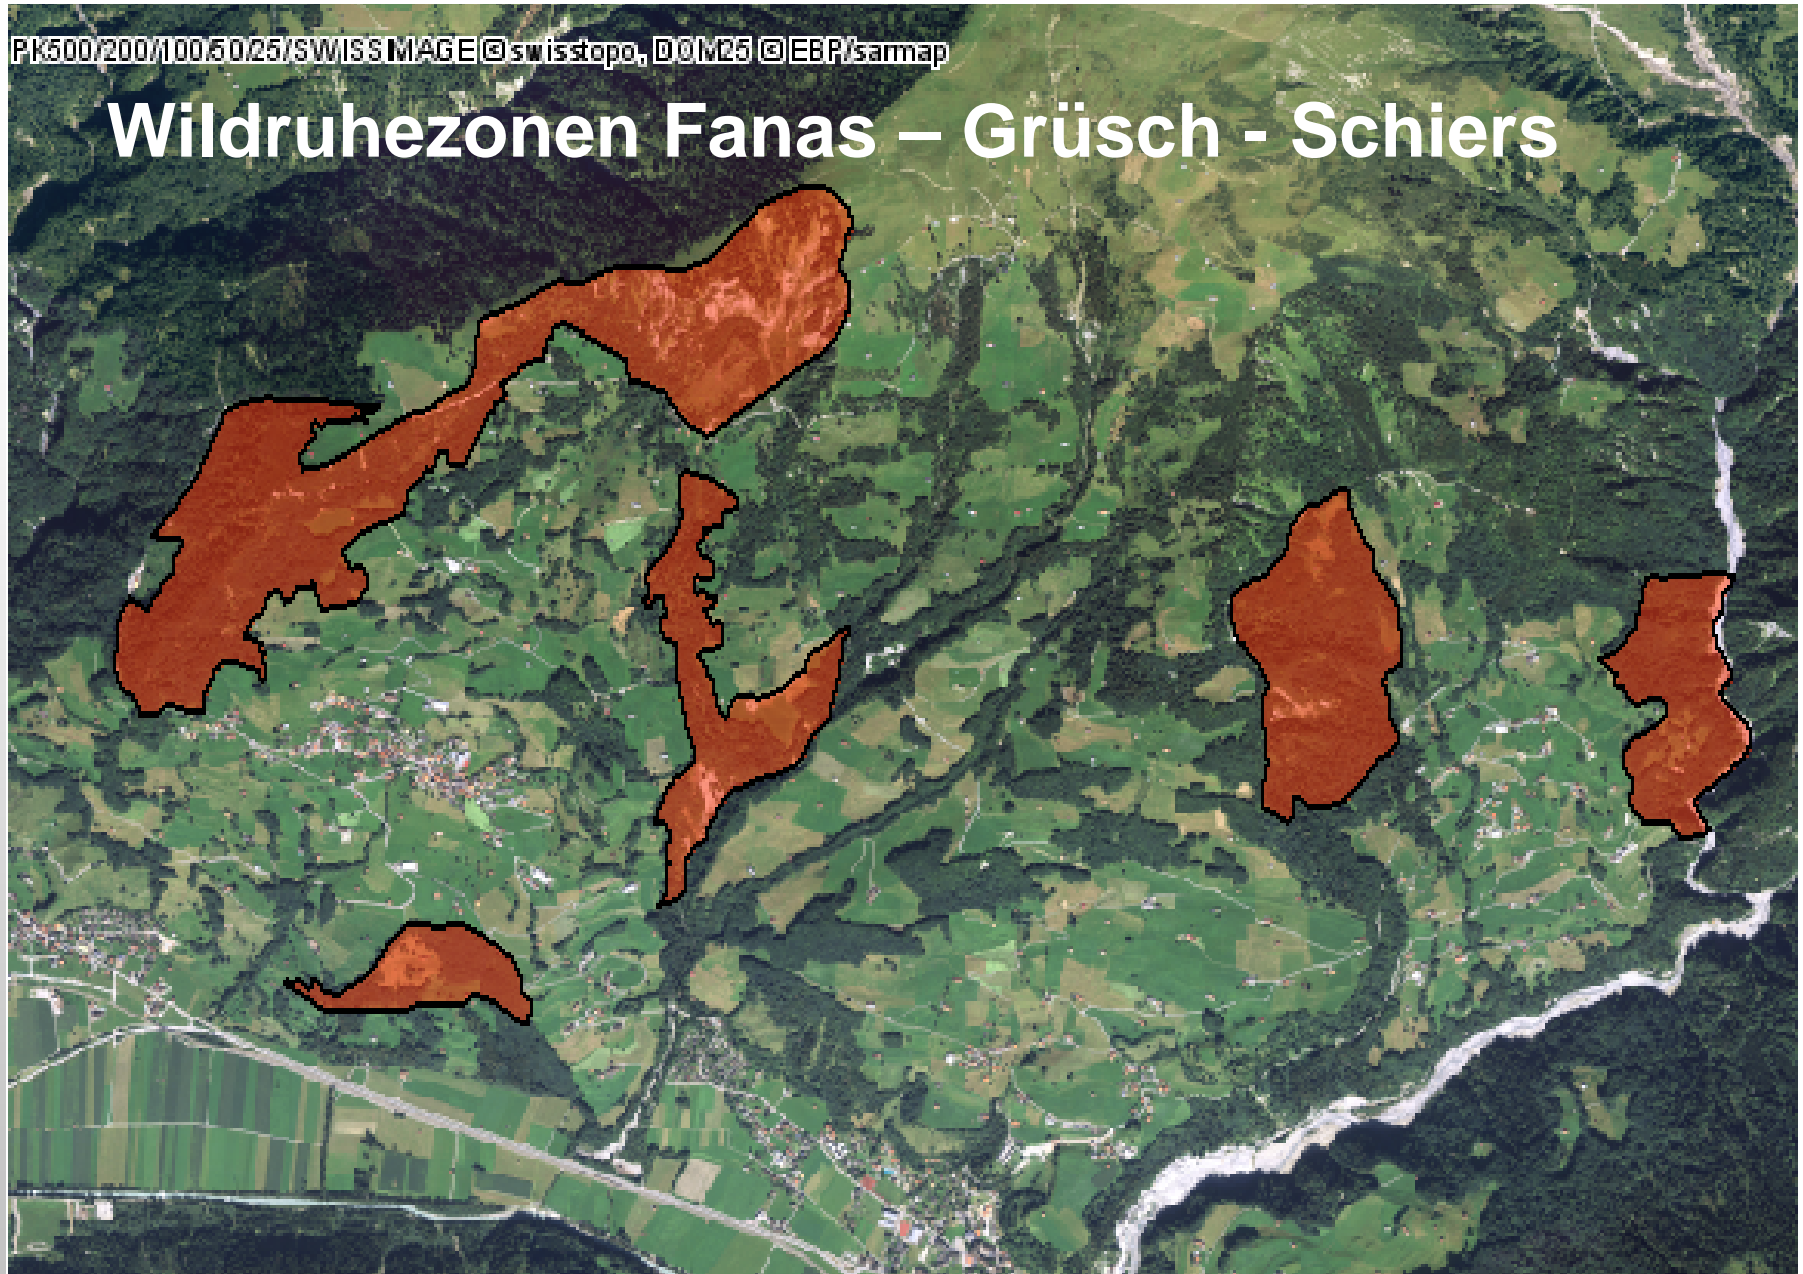 PK500/200/100/50/25/SWISSIMAGE © swisstopo, DOM25 © EBP/sarmap
Wildruhezonen Fanas – Grüsch - Schiers